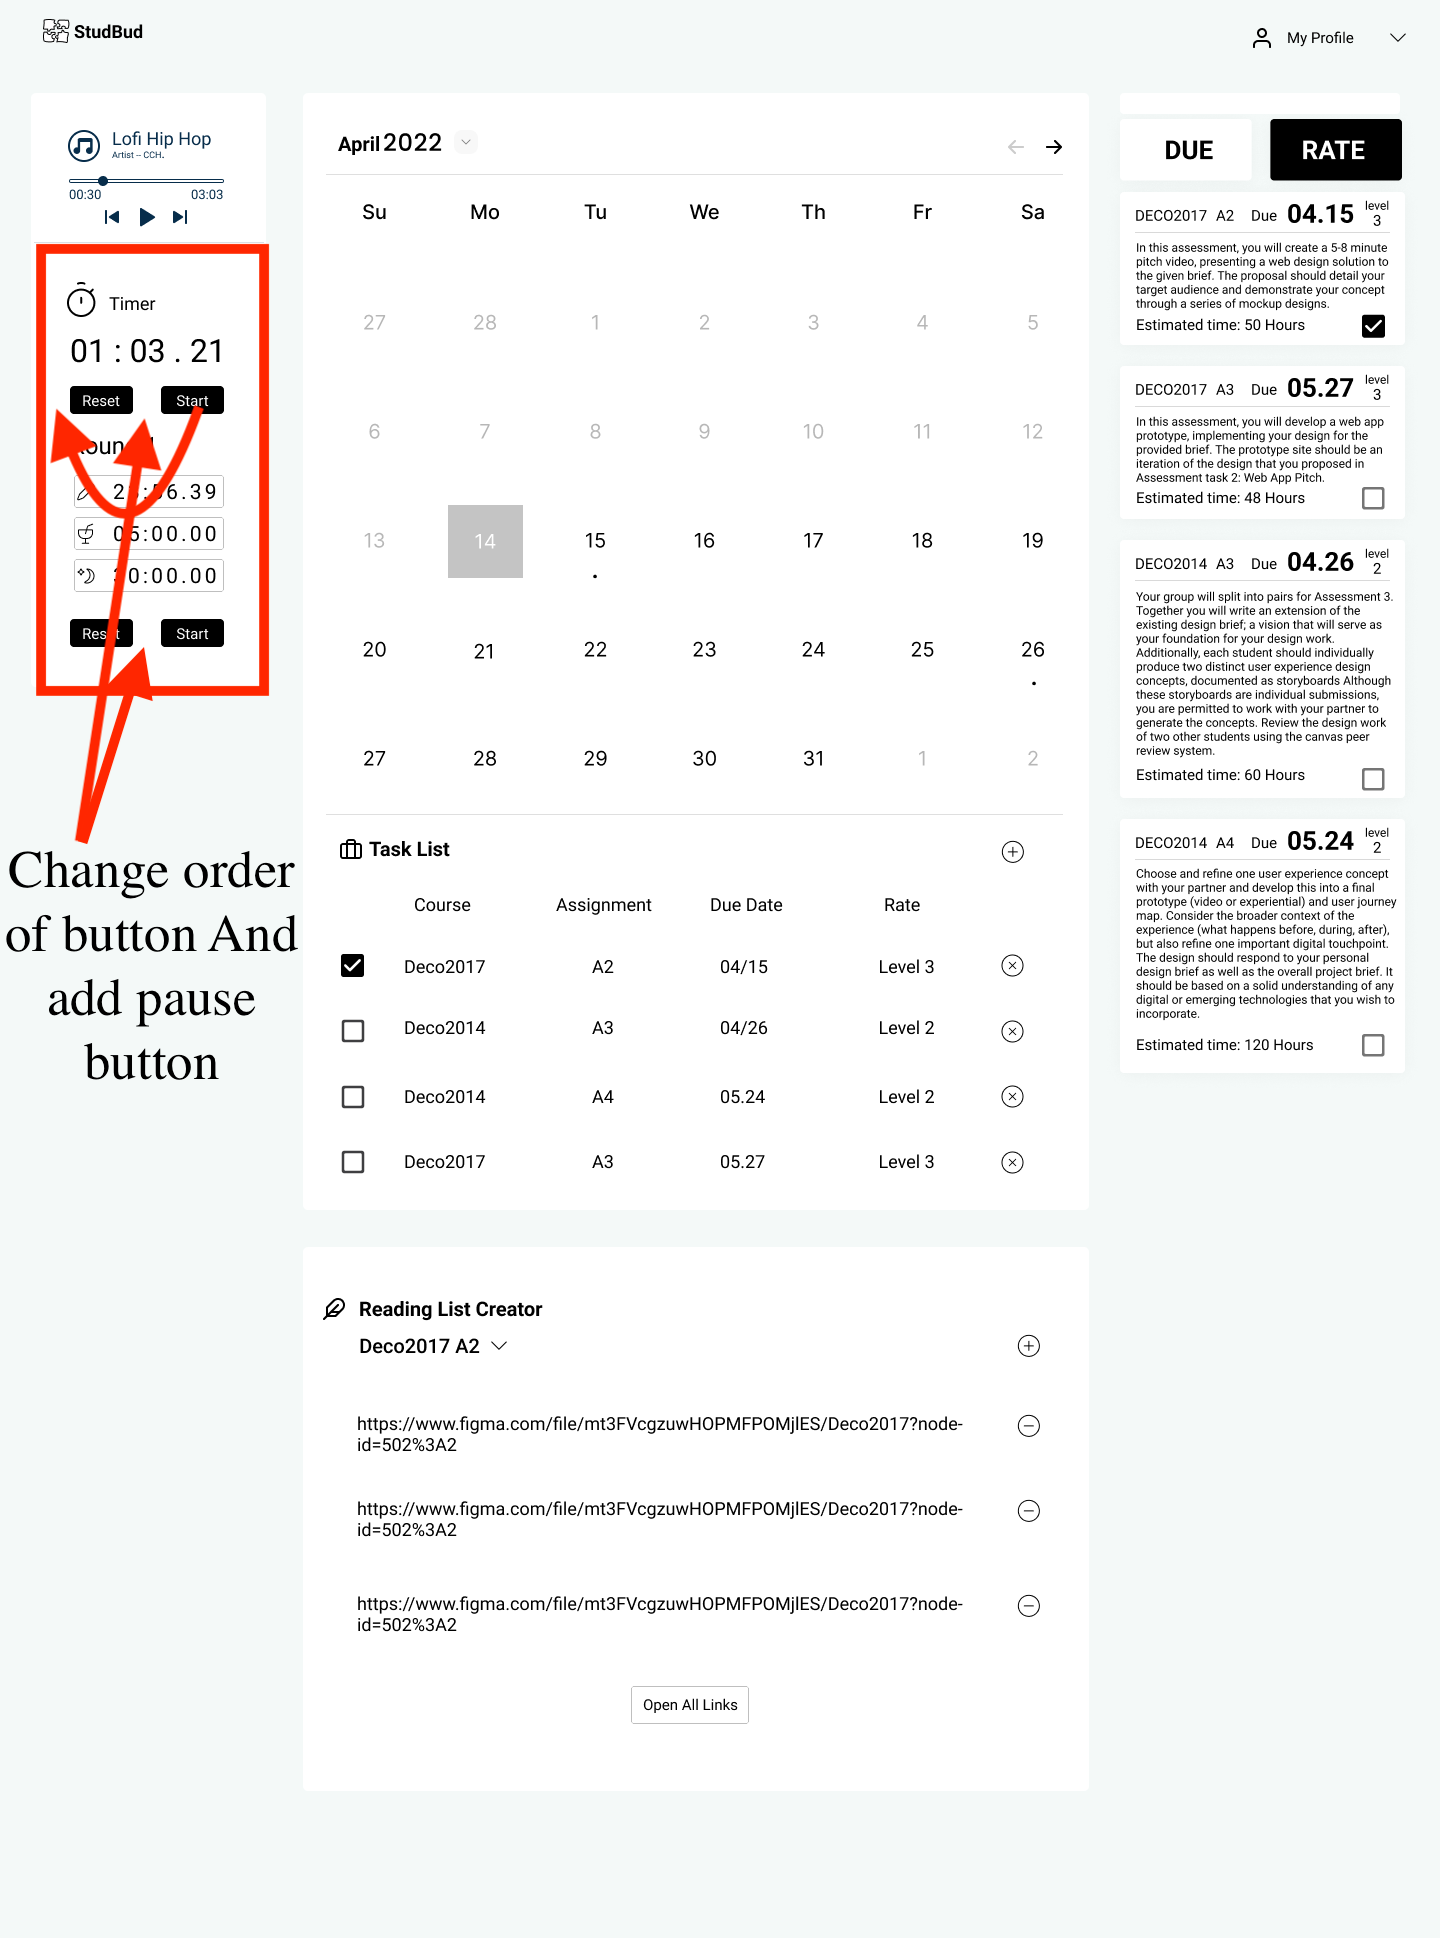 StudBud
My Profile
Lofi Hip Hop
Artist -- CCH.
00:30 03:03
Timer
01 : 03 . 21
Reset Start
:00.00
:00.00
Reset Start
Change order
of button And
add pause
button
April 2022
Su Mo Tu We Th Fr Sa
27 28 1 2 3 4 5
6 7 8 9 10 11 12
13 14 15 16 17 18 19
20 21 22 23 24 25 26
27 28 29 30 31 1 2
Task List
Course Assignment Due Date Rate
Deco2017 A2 04/15 Level 3
Deco2014 A3 04/26 Level 2
Deco2014 A4 05.24 Level 2
Deco2017 A3 05.27 Level 3
Reading List Creator
Deco2017 A2
https://www.figma.com/file/mt3FVcgzuwHOPMFPOMjlES/Deco2017?node-
id=502%3A2
https://www.figma.com/file/mt3FVcgzuwHOPMFPOMjlES/Deco2017?node-
id=502%3A2
https://www.figma.com/file/mt3FVcgzuwHOPMFPOMjlES/Deco2017?node-
id=502%3A2
Open All Links
DUE RATE
DECO2017 A2 Due 04.15 level 3
In this assessment, you will create a 5-8 minute
pitch video, presenting a web design solution to
the given brief. The proposal should detail your
target audience and demonstrate your concept
through a series of mockup designs.
Estimated time: 50 Hours
DECO2017 A3 Due 05.27 level 3
In this assessment, you will develop a web app
prototype, implementing your design for the
provided brief. The prototype site should be an
iteration of the design that you proposed in
Assessment task 2: Web App Pitch.
Estimated time: 48 Hours
DECO2014 A3 Due 04.26 level 2
Your group will split into pairs for Assessment 3.
Together you will write an extension of the
existing design brief; a vision that will serve as
your foundation for your design work.
Additionally, each student should individually
produce two distinct user experience design
concepts, documented as storyboards Although
these storyboards are individual submissions,
you are permitted to work with your partner to
generate the concepts. Review the design work
of two other students using the canvas peer
review system.
Estimated time: 60 Hours
DECO2014 A4 Due 05.24 level 2
Choose and refine one user experience concept
with your partner and develop this into a final
prototype (video or experiential) and user journey
map. Consider the broader context of the
experience (what happens before, during, after),
but also refine one important digital touchpoint.
The design should respond to your personal
design brief as well as the overall project brief. It
should be based on a solid understanding of any
digital or emerging technologies that you wish to
incorporate.
Estimated time: 120 Hours